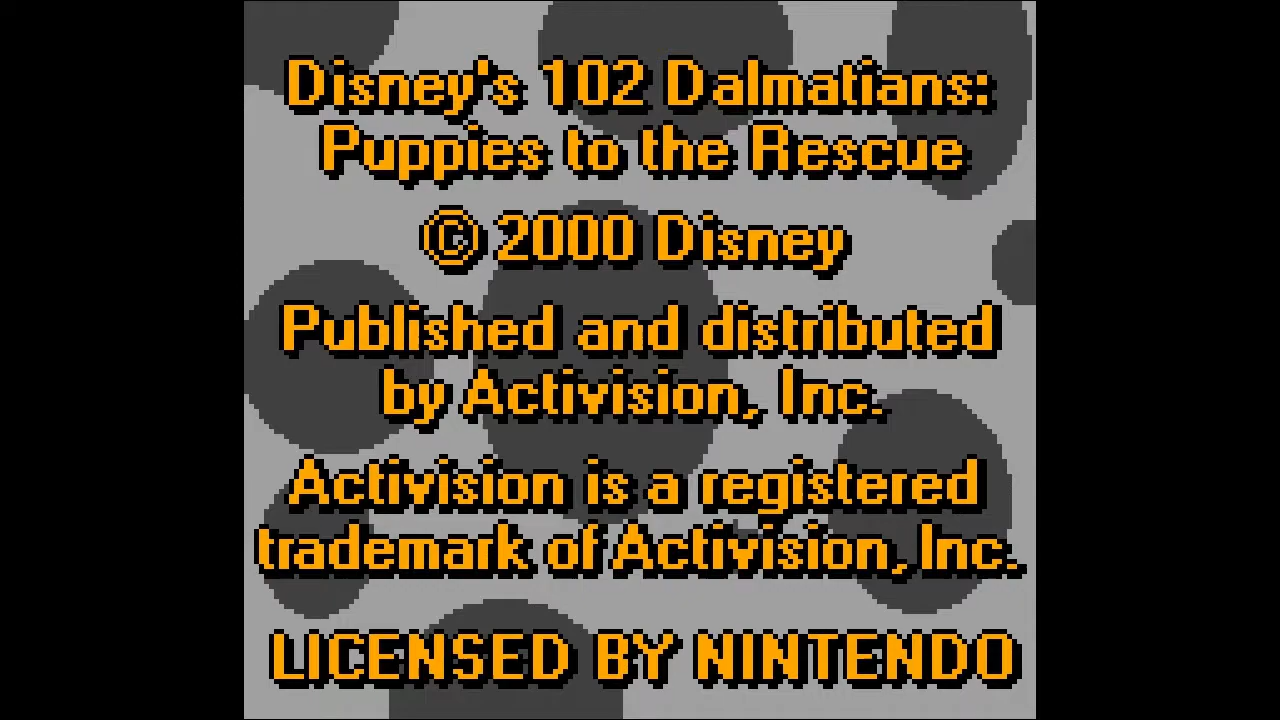 Disney's 102 Dalmatians:
Puppies to the Rescue
© 2000 Disney
Published and distributed
by Activision, Inc.
Activision is a registered
trademark of Activision, Inc.
LICENSED BY NINTENDO